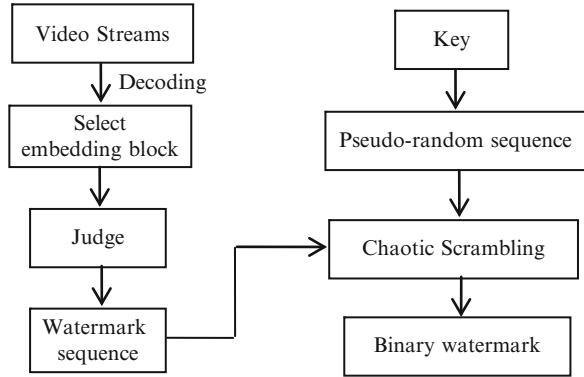 Video Streams
Decoding
Select
embedding block
Judge
Watermark
sequence
Key
Pseudo-random sequence
Chaotic Scrambling
Binary watermark